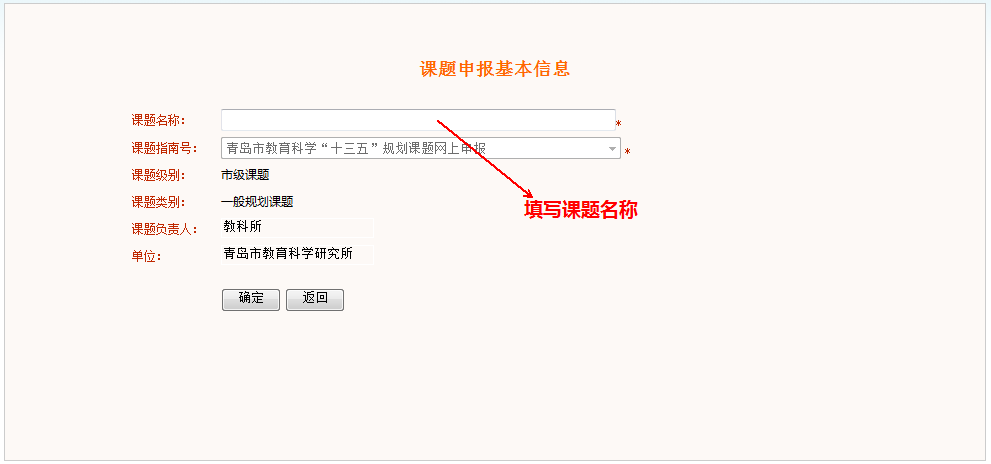 课题申报基本信息
课题名称： *
课题指南号： 青岛市教育科学“十三五”规划课题网上申报 *
课题级别： 市级课题
课题类别： 一般规划课题
填写课题名称
课题负责人： 教科所
单位： 青岛市教育科学研究所
确定 返回